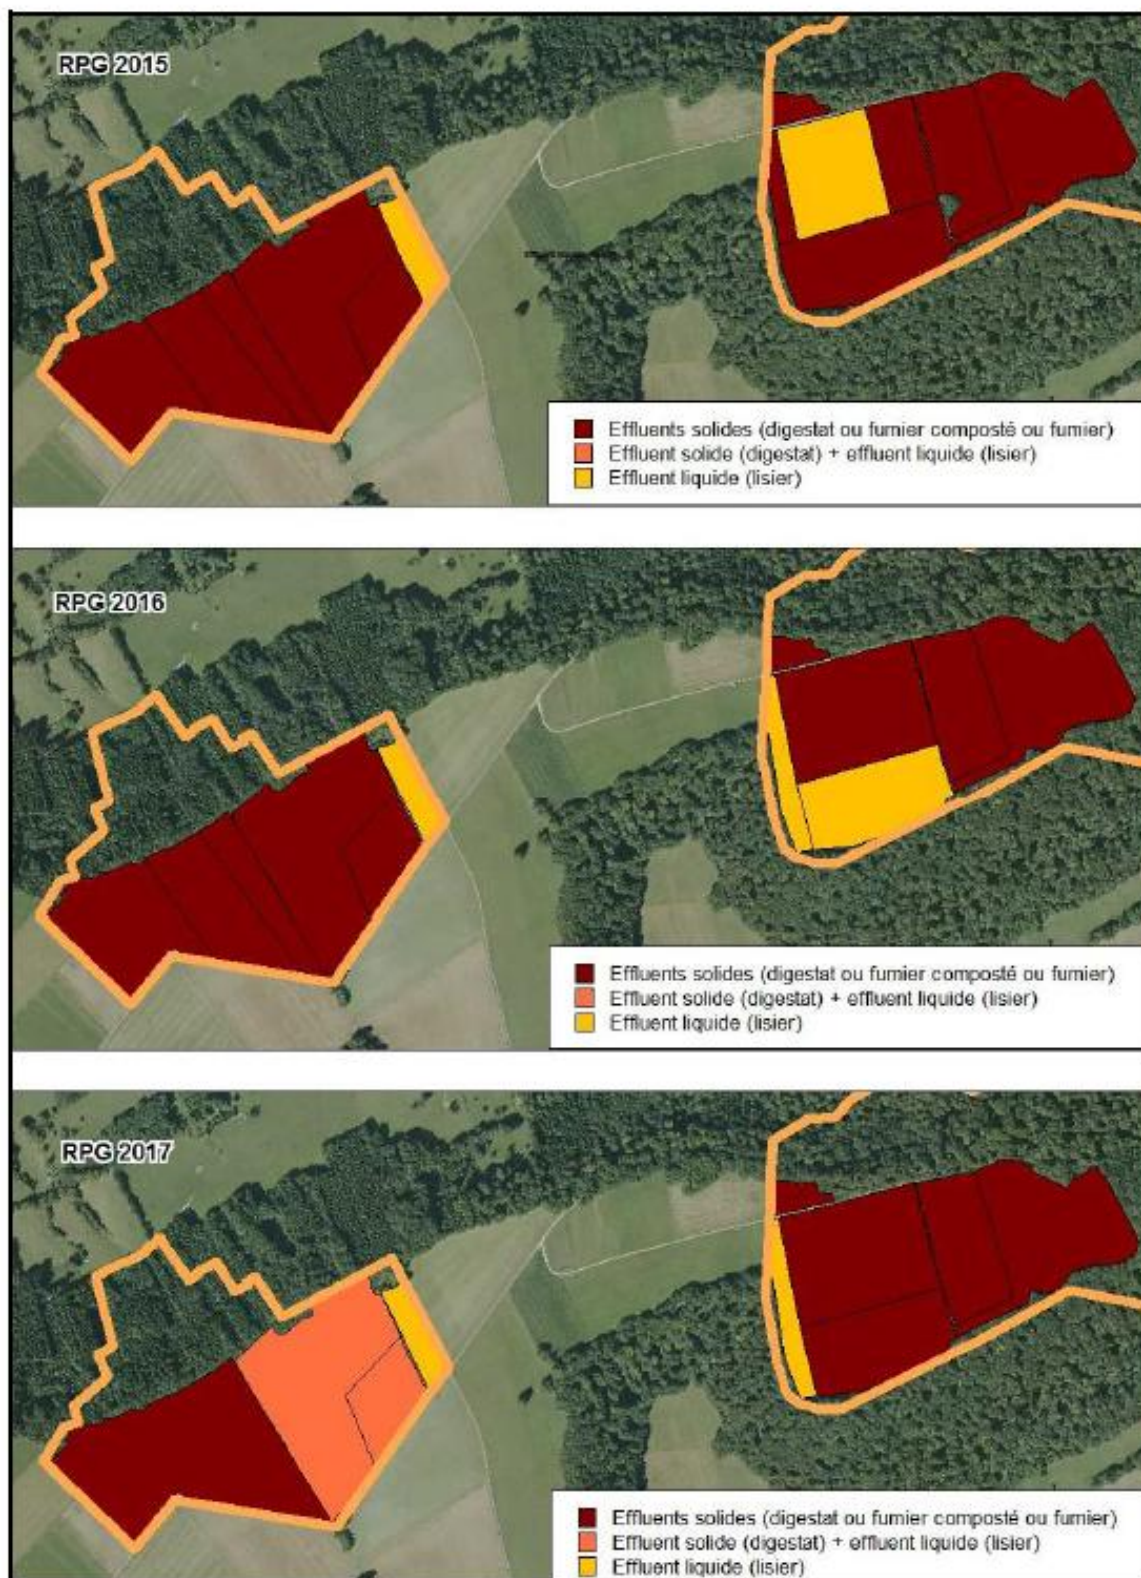 RPG 2015
Effluents solides (digestat ou fumier composté ou fumier)
Effluent solide (digestat) + effluent liquide (lisier)
Effluent liquide (lisier)
RPG 2016
Effluents solides (digestat ou fumier composté ou fumier)
Effluent solide (digestat) + effluent liquide (lisier)
Effluent liquide (lisier)
RPG 2017
Effluents solides (digestat ou fumier composté ou fumier)
Effluent solide (digestat) + effluent liquide (lisier)
Effluent liquide (lisier)